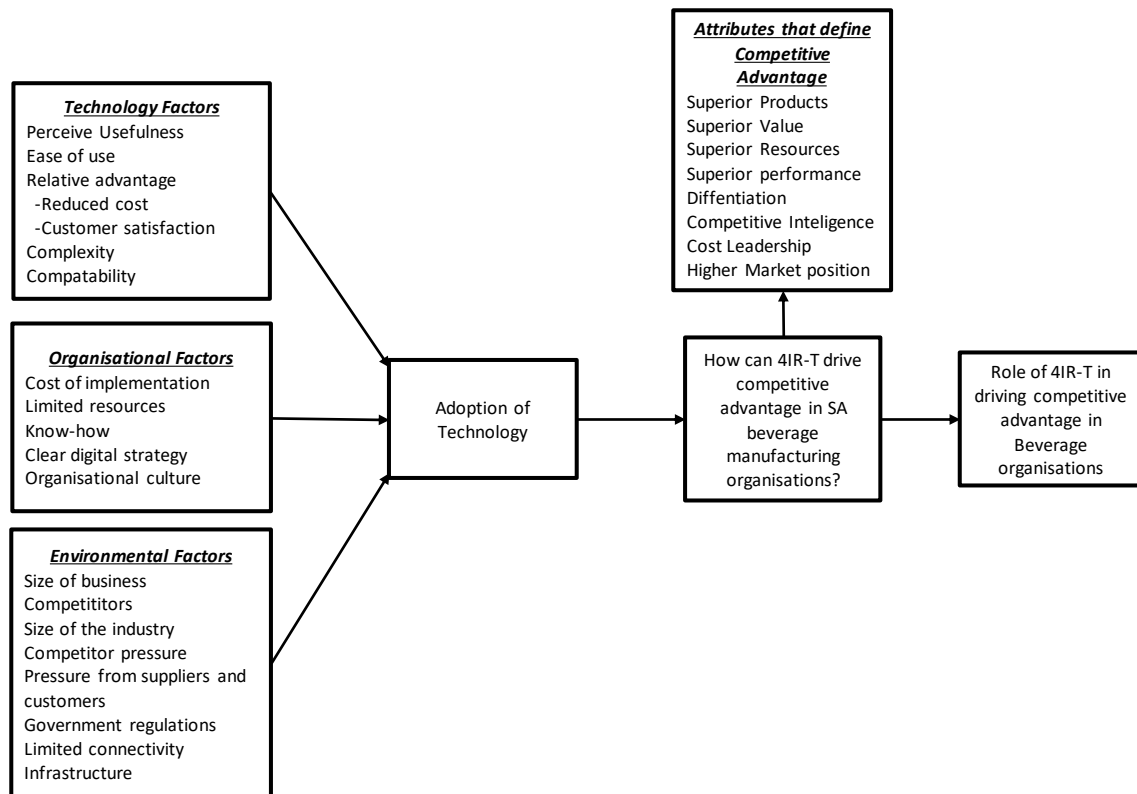 Technology Factors
Perceive Usefulness
Ease of use
Relative advantage
-Reduced cost
-Customer satisfaction
Complexity
Compatability
Organisational Factors
Cost of implementation
Limited resources
Know-how
Clear digital strategy
Organisational culture
Environmental Factors
Size of business
Competititors
Size of the industry
Competitor pressure
Pressure from suppliers and
customers
Government regulations
Limited connectivity
Infrastructure
Adoption of
Technology
Attributes that define
Competitive
Advantage
Superior Products
Superior Value
Superior Resources
Superior performance
Diffentiation
Competitive Inteligence
Cost Leadership
Higher Market position
How can 4IR-T drive
competitive
advantage in SA
beverage
manufacturing
organisations?
Role of 4IR-T in
driving competitive
advantage in
Beverage
organisations